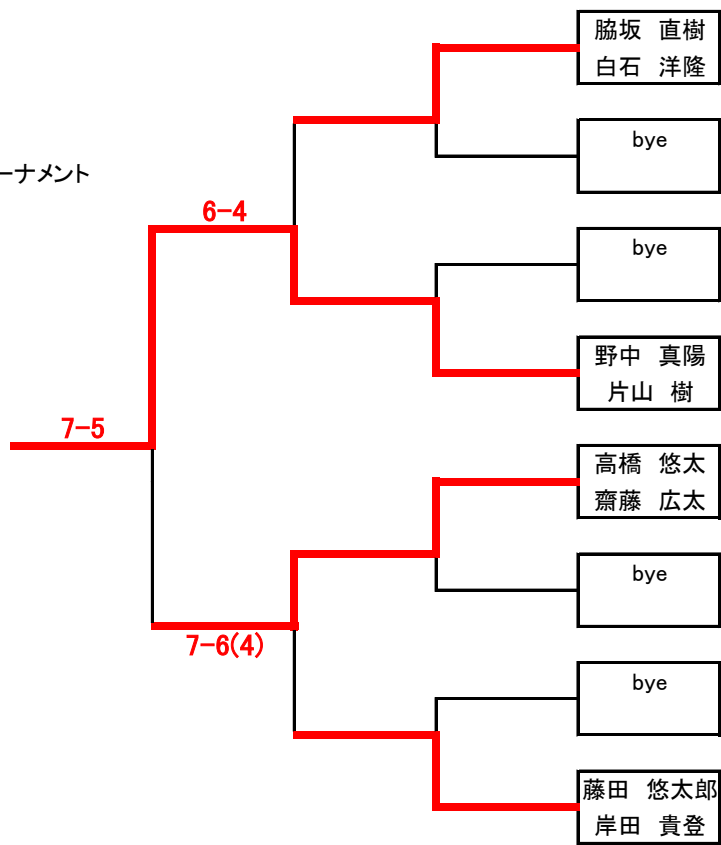 脇坂 直樹
白石 洋隆
bye
ーナメント
6-4
bye
野中 真陽
片山 樹
7-5
高橋 悠太
齋藤 広太
bye
7-6(4)
bye
藤田 悠太郎
岸田 貴登